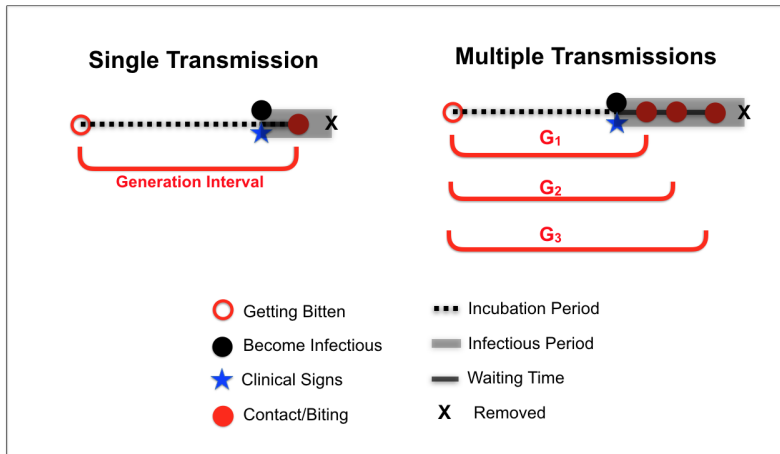 Single Transmission
Multiple Transmissions
X
Generation Interval
X
G1
G2
G3
Getting Bitten
Become Infectious
Clinical Signs
Contact/Biting
Incubation Period
Infectious Period
Waiting Time
X Removed